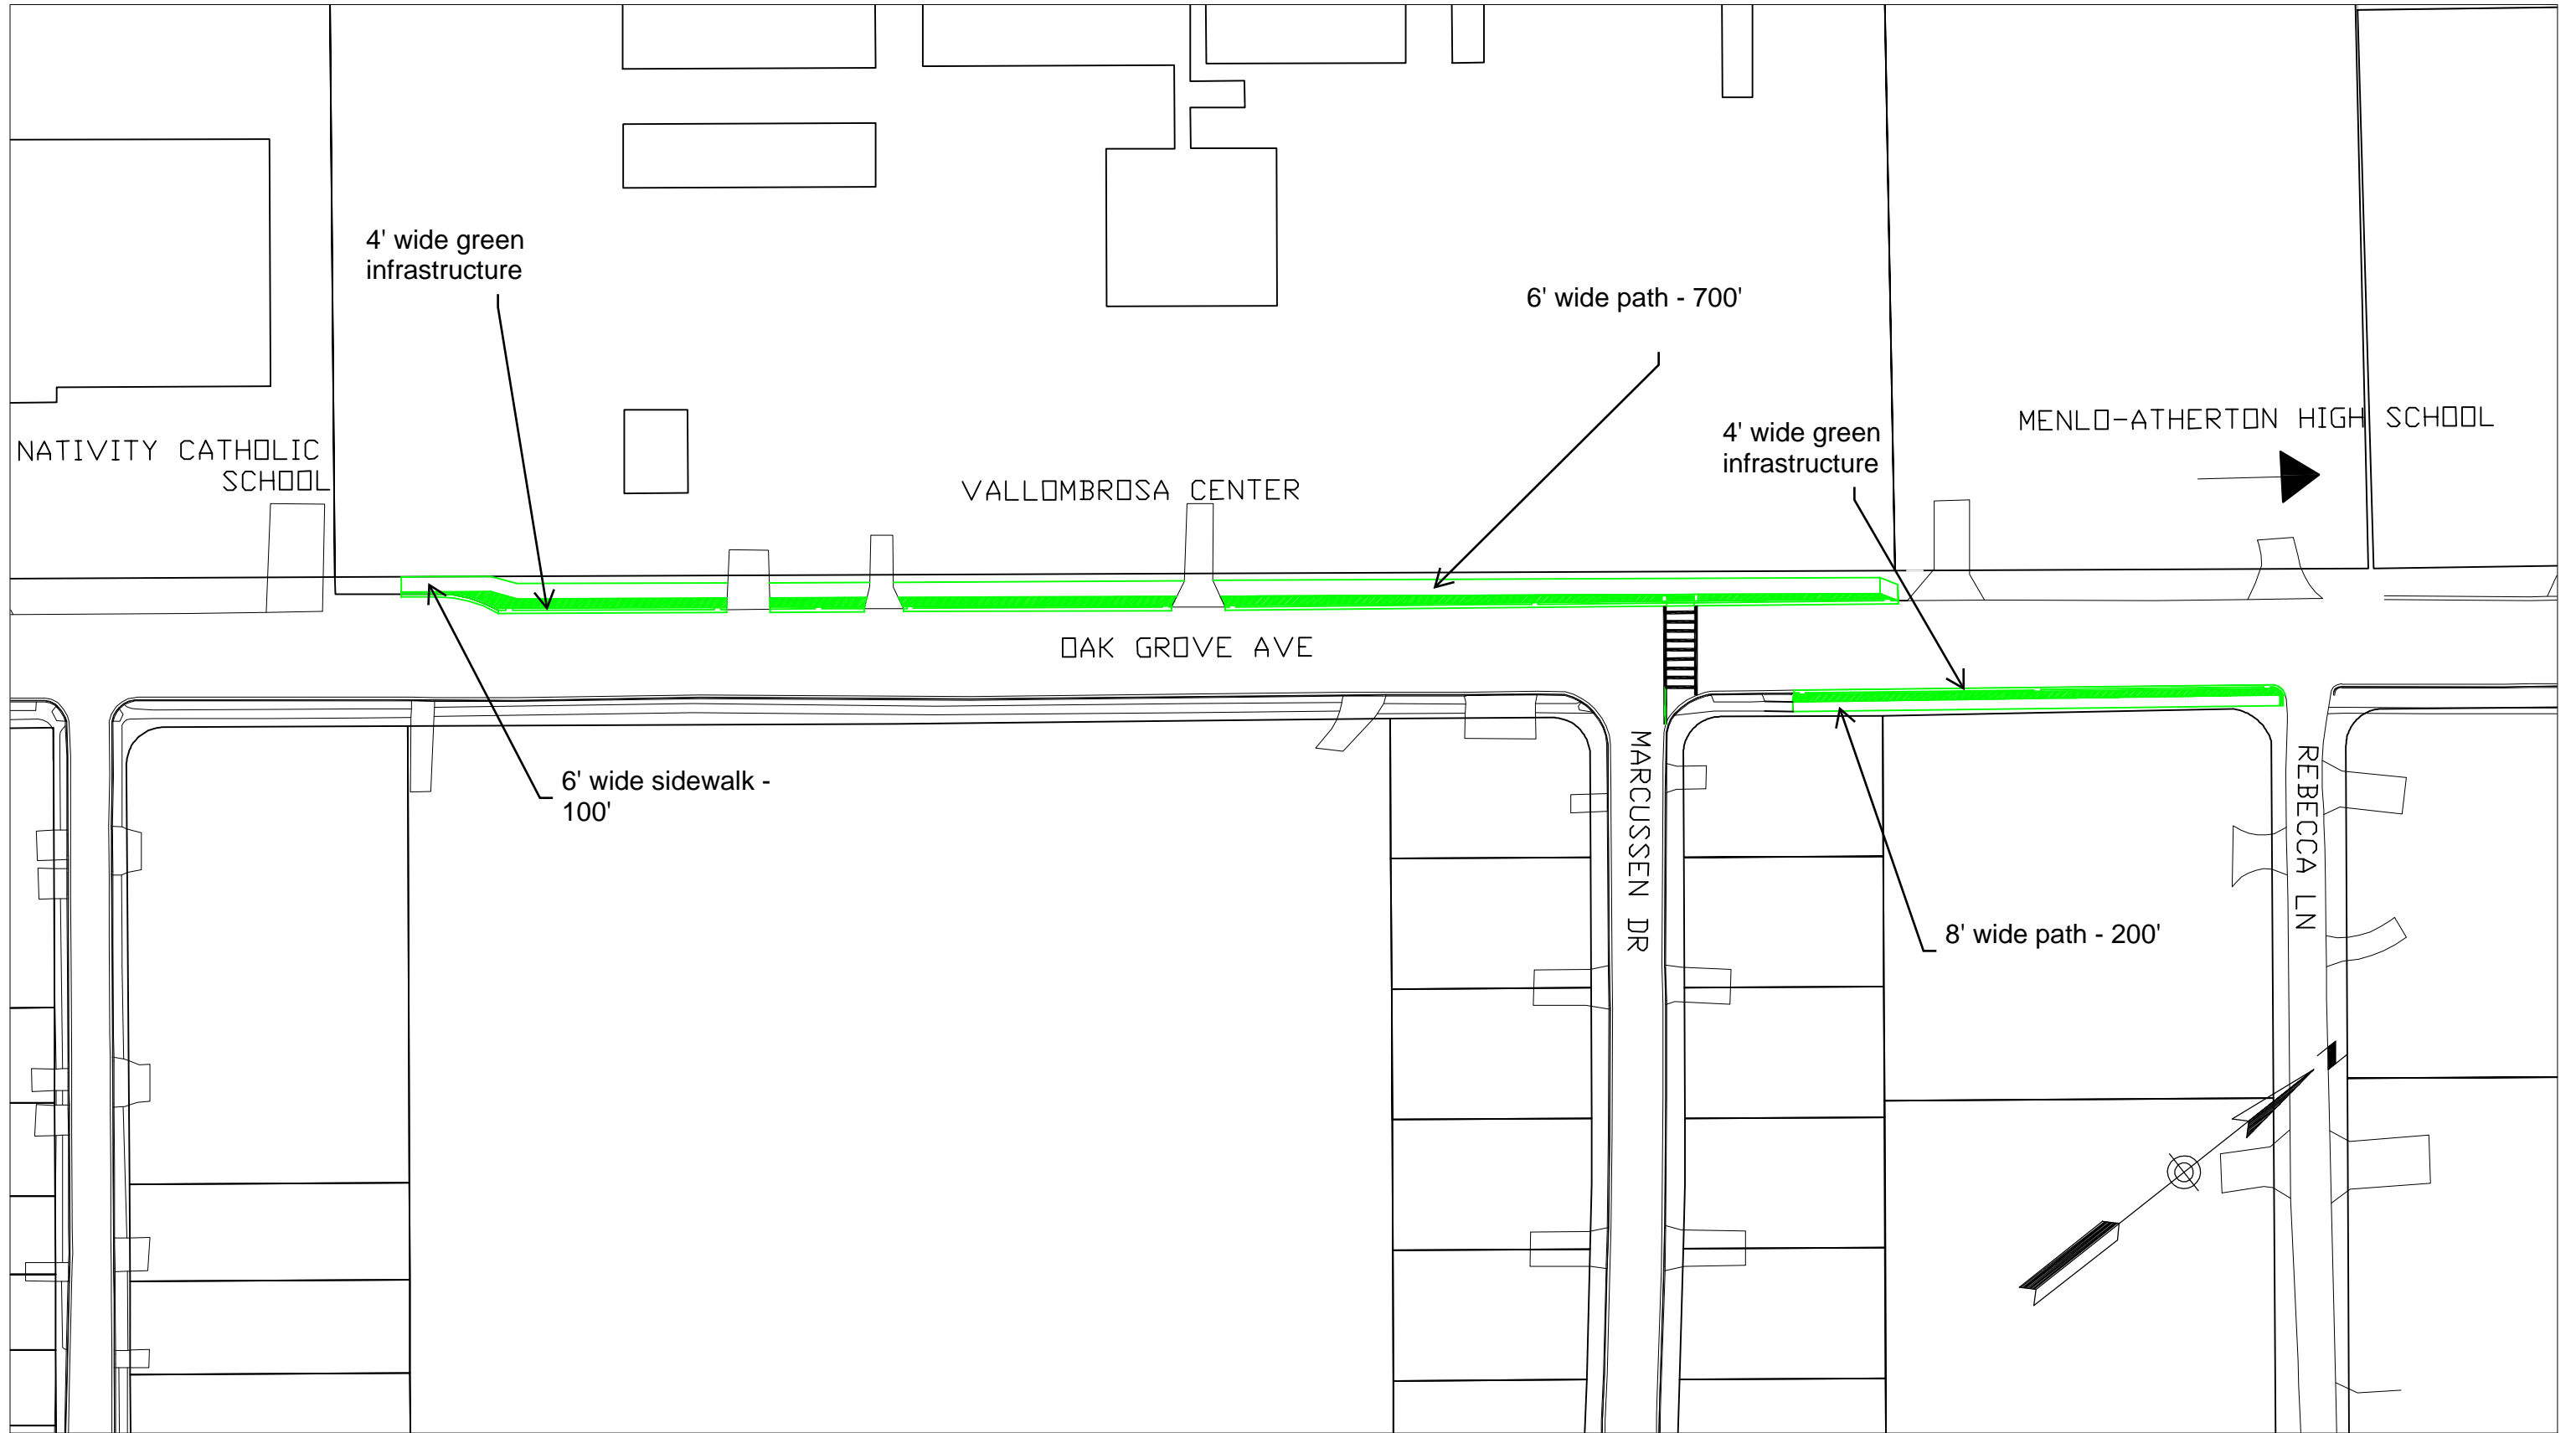 4' wide green
infrastructure
6' wide path - 700'
4' wide green
infrastructure
MENLO-ATHERTON HIGH SCHOOL
NATIVITY CATHOLIC
SCHOOL
VALLOMBROSA CENTER
OAK GROVE AVE
6' wide sidewalk -
100'
MARCUSSEN DR
REBECCA LN
8' wide path - 200'